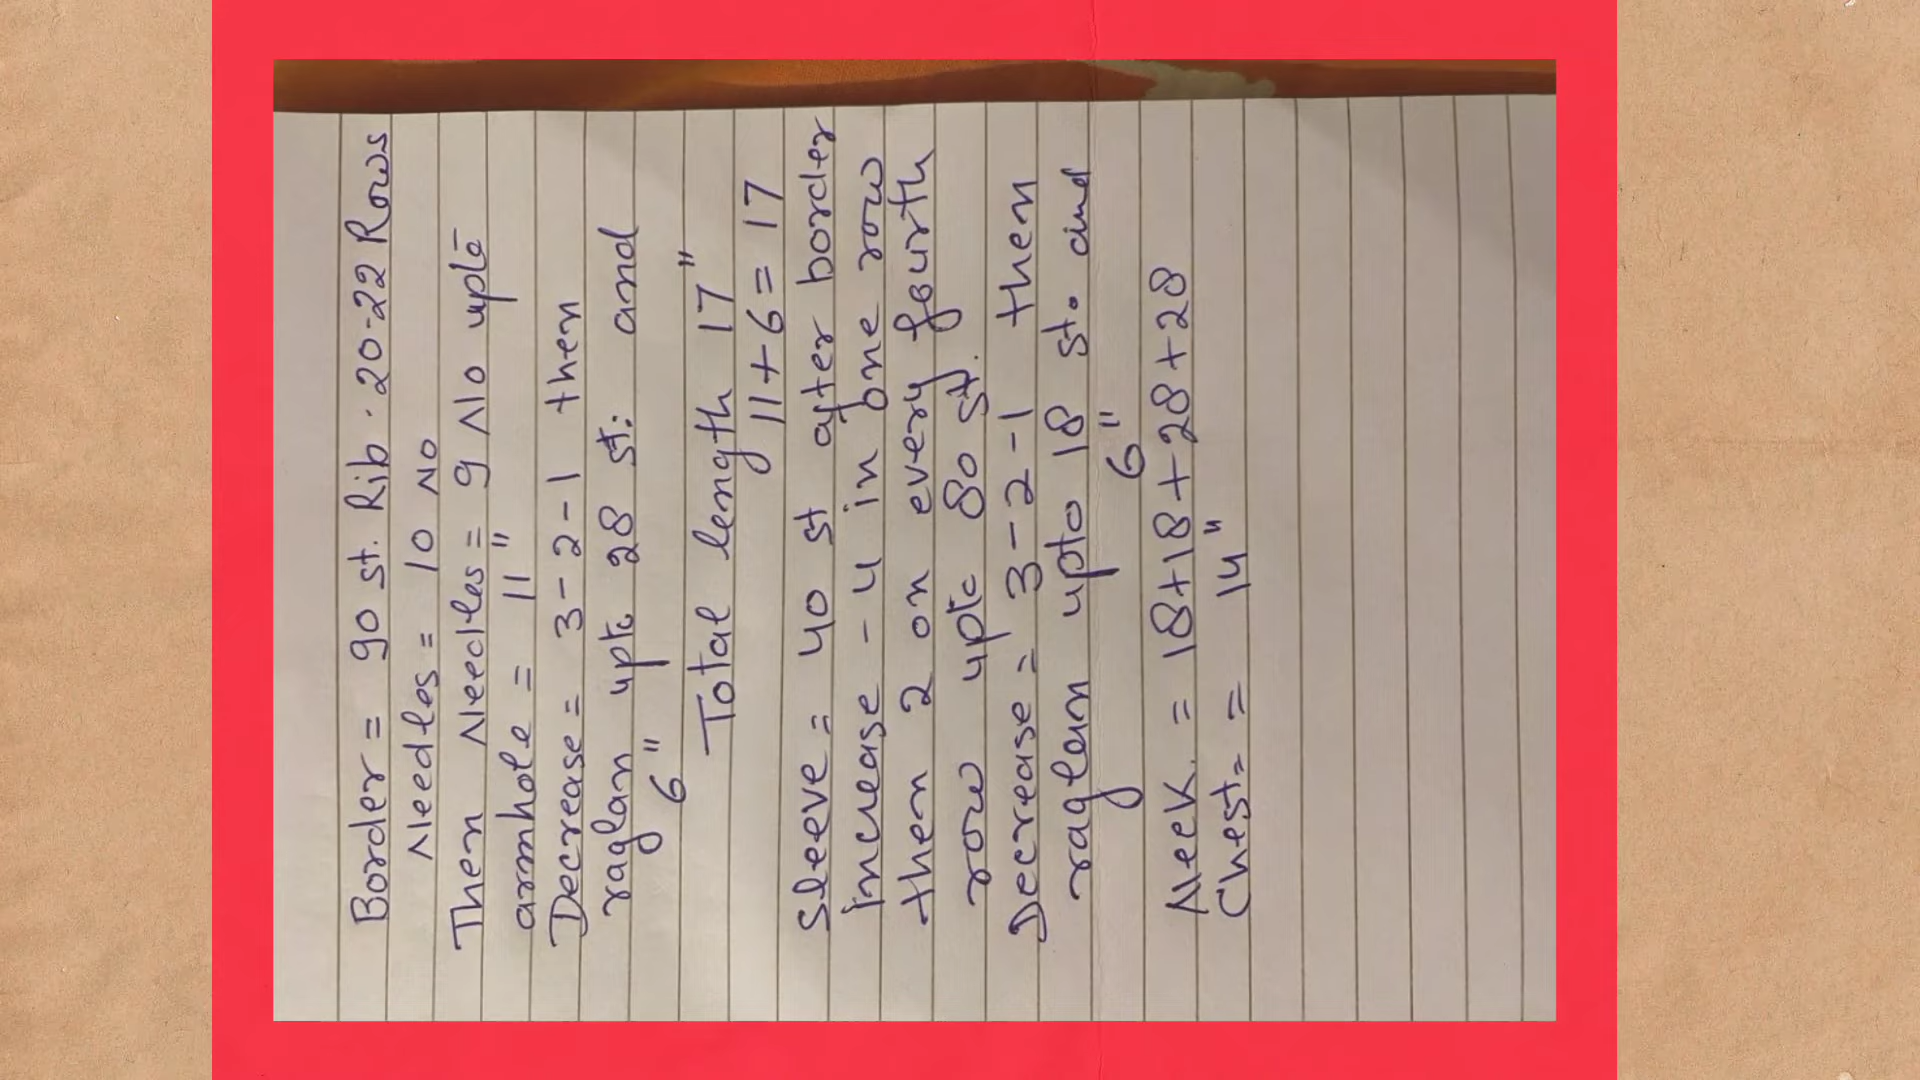 Border = 90 st. Rib. 20-22 Rows
Needles = 10 No
Then Needles = 9 No upto
armhole = 11"
Decrease = 3-2-1 then
raglan upto 28 st. and
6"
Total length 17"
11+6= 17
Sleeve = 40 st after border
increase - 4 in one row
then 2 on every fourth
row upto 80 st.
Decrease = 3-2-1 then
raglan upto 18 st. and
6"
Neck. = 18+18+28+28
Chest. = 14"